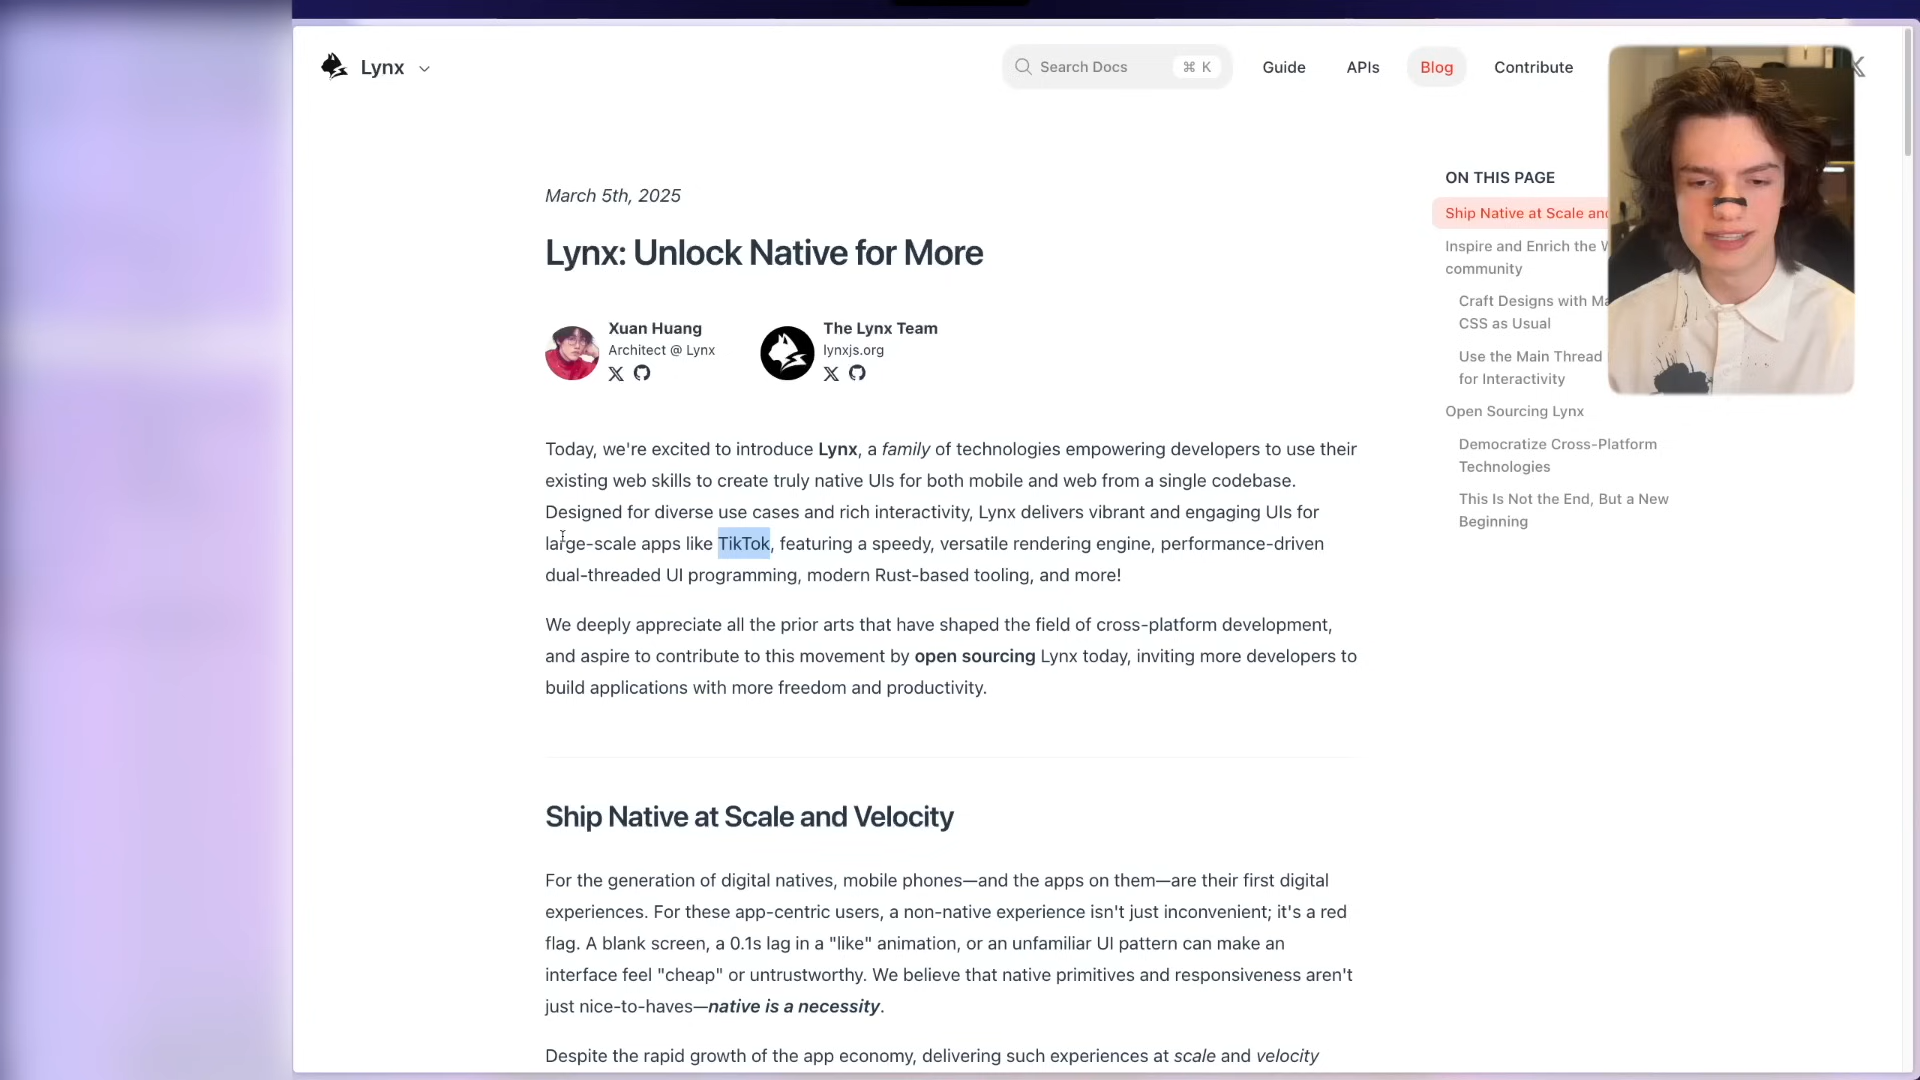 Lynx
Search Docs
⌘ K
Guide
APIs
Blog
Contribute
March 5th, 2025
Lynx: Unlock Native for More
Xuan Huang
Architect @ Lynx
The Lynx Team
lynxjs.org
Today, we're excited to introduce Lynx, a family of technologies empowering developers to use their
existing web skills to create truly native UIs for both mobile and web from a single codebase.
Designed for diverse use cases and rich interactivity, Lynx delivers vibrant and engaging UIs for
large-scale apps like TikTok, featuring a speedy, versatile rendering engine, performance-driven
dual-threaded UI programming, modern Rust-based tooling, and more!
We deeply appreciate all the prior arts that have shaped the field of cross-platform development,
and aspire to contribute to this movement by open sourcing Lynx today, inviting more developers to
build applications with more freedom and productivity.
Ship Native at Scale and Velocity
For the generation of digital natives, mobile phones—and the apps on them—are their first digital
experiences. For these app-centric users, a non-native experience isn't just inconvenient; it's a red
flag. A blank screen, a 0.1s lag in a "like" animation, or an unfamiliar UI pattern can make an
interface feel "cheap" or untrustworthy. We believe that native primitives and responsiveness aren't
just nice-to-haves—native is a necessity.
Despite the rapid growth of the app economy, delivering such experiences at scale and velocity
ON THIS PAGE
Ship Native at Scale and
Inspire and Enrich the
community
Craft Designs with
CSS as Usual
Use the Main Thread
for Interactivity
Open Sourcing Lynx
Democratize Cross-Platform
Technologies
This Is Not the End, But a New
Beginning